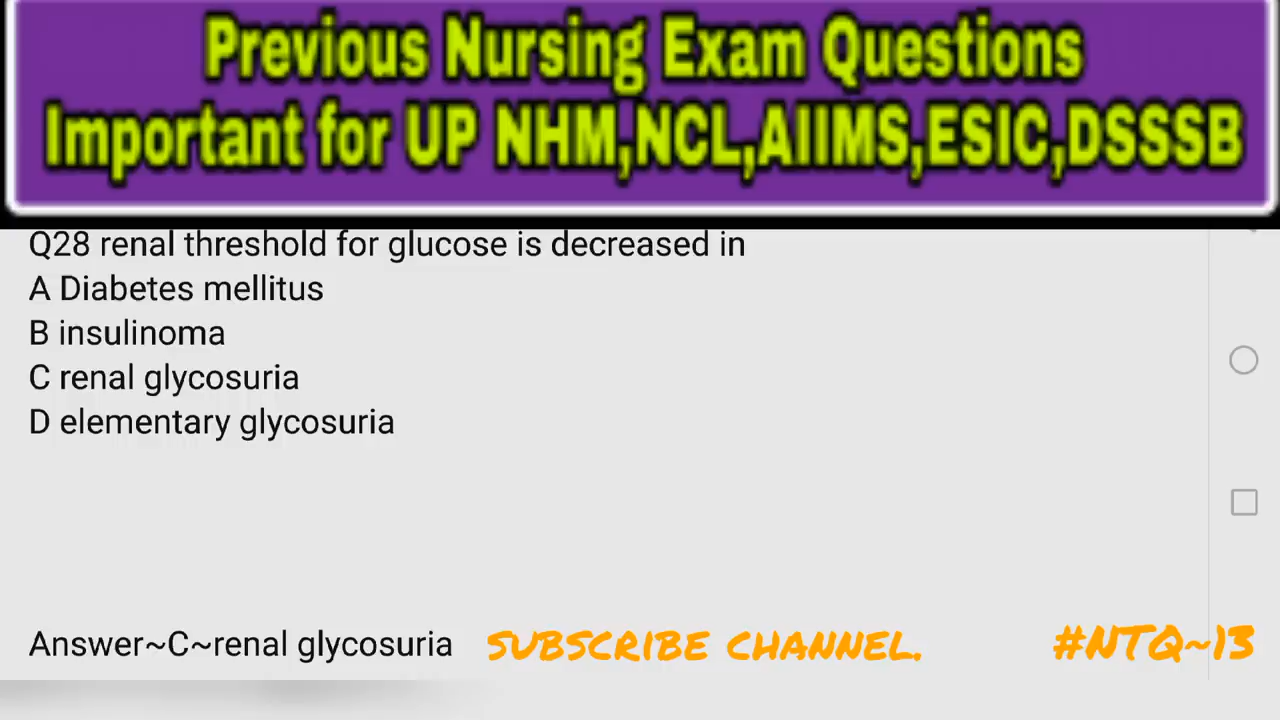 Previous Nursing Exam Questions
Important for UP NHM,NCL,AIIMS,ESIC,DSSSB
Q28 renal threshold for glucose is decreased in
A Diabetes mellitus
B insulinoma
C renal glycosuria
D elementary glycosuria
Answer~C~renal glycosuria SUBSCRIBE CHANNEL. #NTQ~13